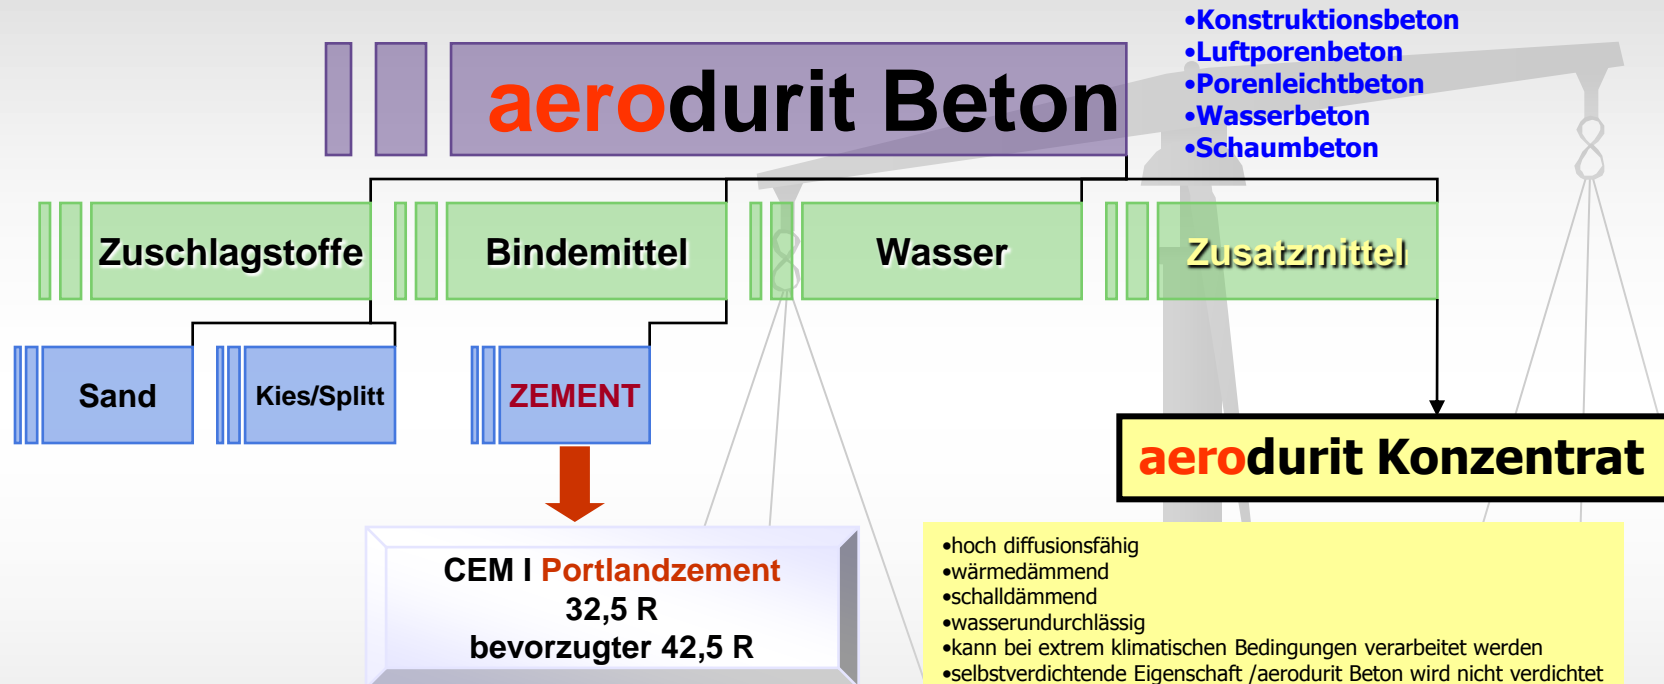 •Konstruktionsbeton
•Luftporenbeton
•Porenleichtbeton
•Wasserbeton
•Schaumbeton
aerodurit Beton
Zuschlagstoffe
Bindemittel
Wasser
Zusatzmittel
Sand
Kies/Splitt
ZEMENT
aerodurit Konzentrat
CEM I Portlandzement
32,5 R
bevorzugter 42,5 R
•hoch diffusionsfähig
•wärmedämmend
•schalldämmend
•wasserundurchlässig
•kann bei extrem klimatischen Bedingungen verarbeitet werden
•selbstverdichtende Eigenschaft /aerodurit Beton wird nicht verdichtet